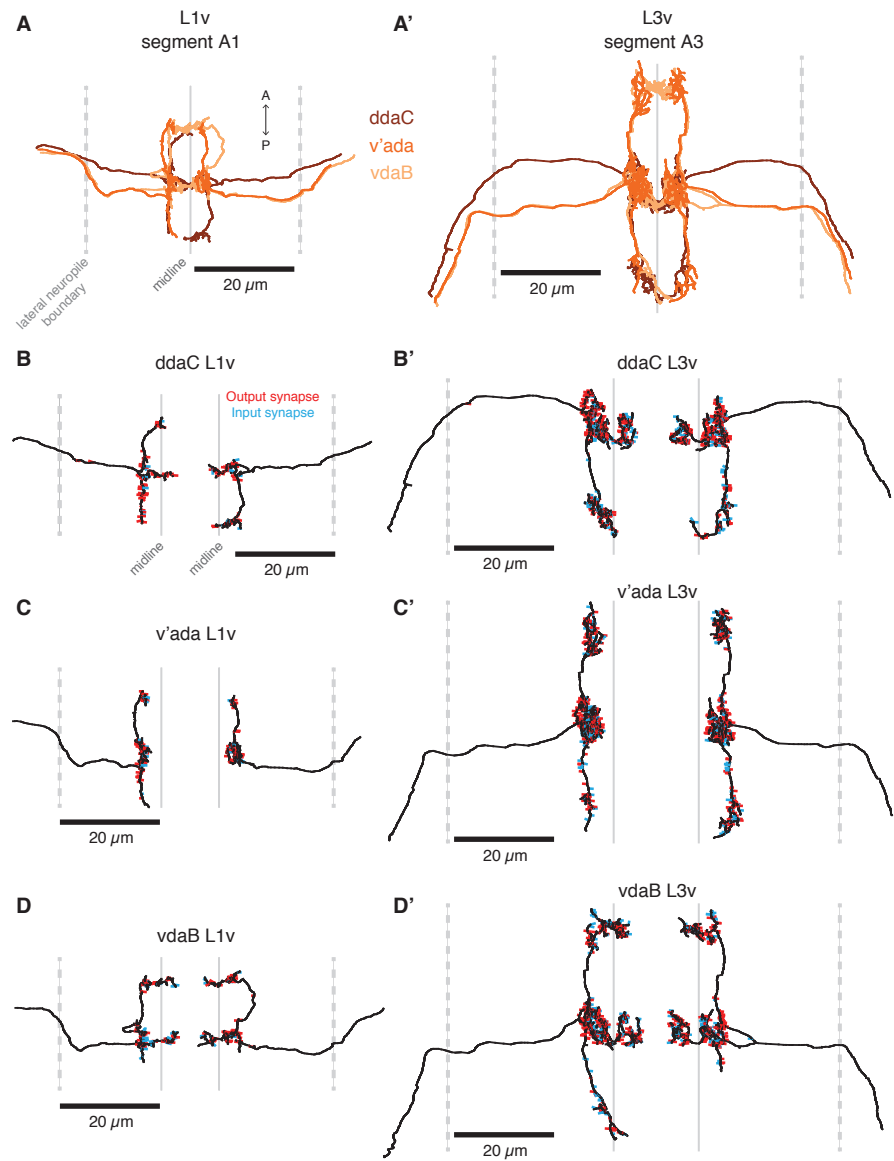 A
L1v
segment A1
A
P
lateral neuropile
boundary
midline
20 µm
A'
L3v
segment A3
ddaC
v'ada
vdaB
20 µm
B
ddaC L1v
Output synapse
Input synapse
midline
midline
20 µm
B'
ddaC L3v
20 µm
C
v'ada L1v
20 µm
C'
v'ada L3v
20 µm
D
vdaB L1v
20 µm
D'
vdaB L3v
20 µm